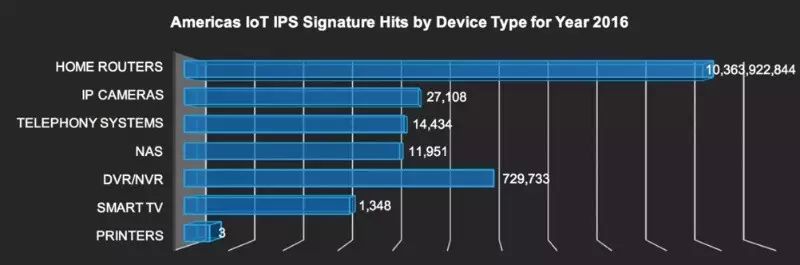 Americas IoT IPS Signature Hits by Device Type for Year 2016
HOME ROUTERS 10,363,922,844
IP CAMERAS 27,108
TELEPHONY SYSTEMS 14,434
NAS 11,951
DVR/NVR 729,733
SMART TV 1,348
PRINTERS 3